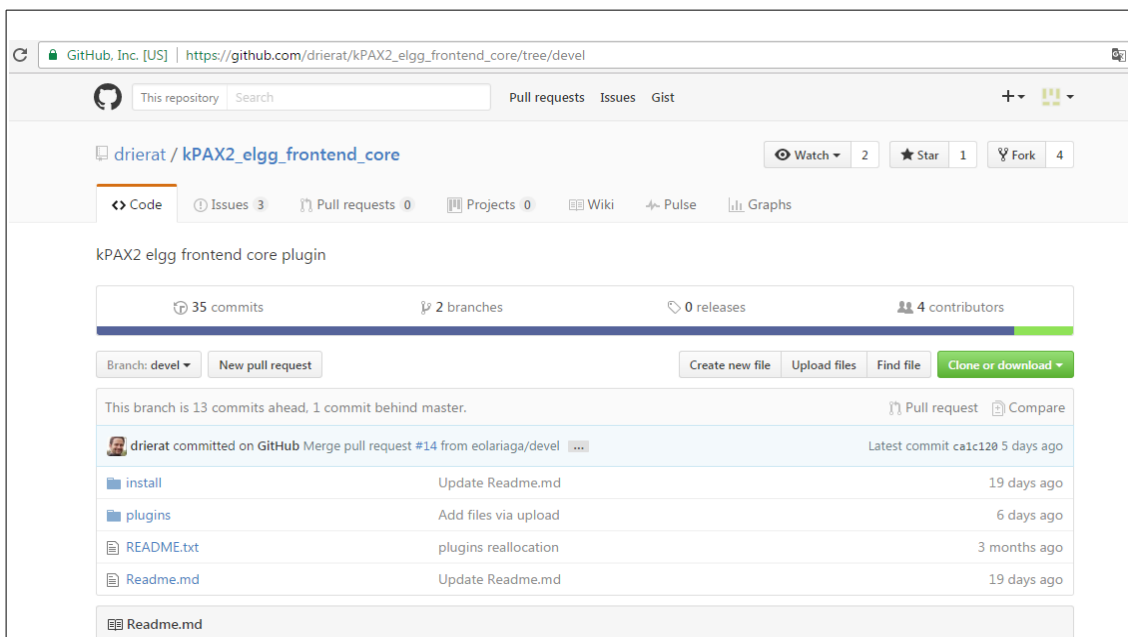 GitHub, Inc. [US] | https://github.com/drierat/kPAX2_elgg_frontend_core/tree/devel
This repository Search Pull requests Issues Gist
drierat / kPAX2_elgg_frontend_core Watch 2 Star 1 Fork 4
Code Issues 3 Pull requests 0 Projects 0 Wiki Pulse Graphs
kPAX2 elgg frontend core plugin
35 commits 2 branches 0 releases 4 contributors
Branch: devel New pull request Create new file Upload files Find file Clone or download
This branch is 13 commits ahead, 1 commit behind master. Pull request Compare
drierat committed on GitHub Merge pull request #14 from eolariaga/devel ... Latest commit ca1c120 5 days ago
install Update Readme.md 19 days ago
plugins Add files via upload 6 days ago
README.txt plugins reallocation 3 months ago
Readme.md Update Readme.md 19 days ago
Readme.md